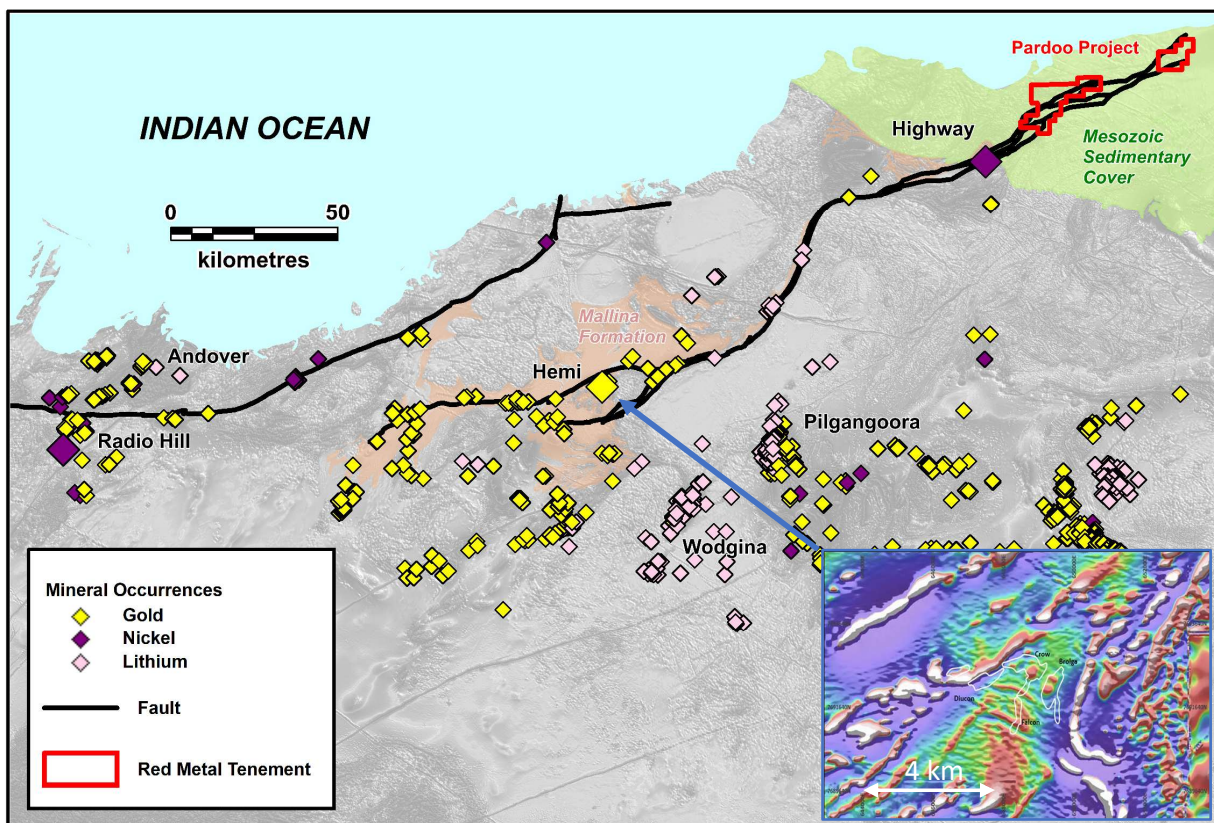 Pardoo Project
INDIAN OCEAN
Highway
Mesozoic
Sedimentary
Cover
0
50
kilometres
Mallina
Formation
Andover
Hemi
Radio Hill
Pilgangoora
Wodgina
Mineral Occurrences
Gold
Nickel
Lithium
Fault
Red Metal Tenement
Crow
Brolga
Diucon
Falcon
4 km